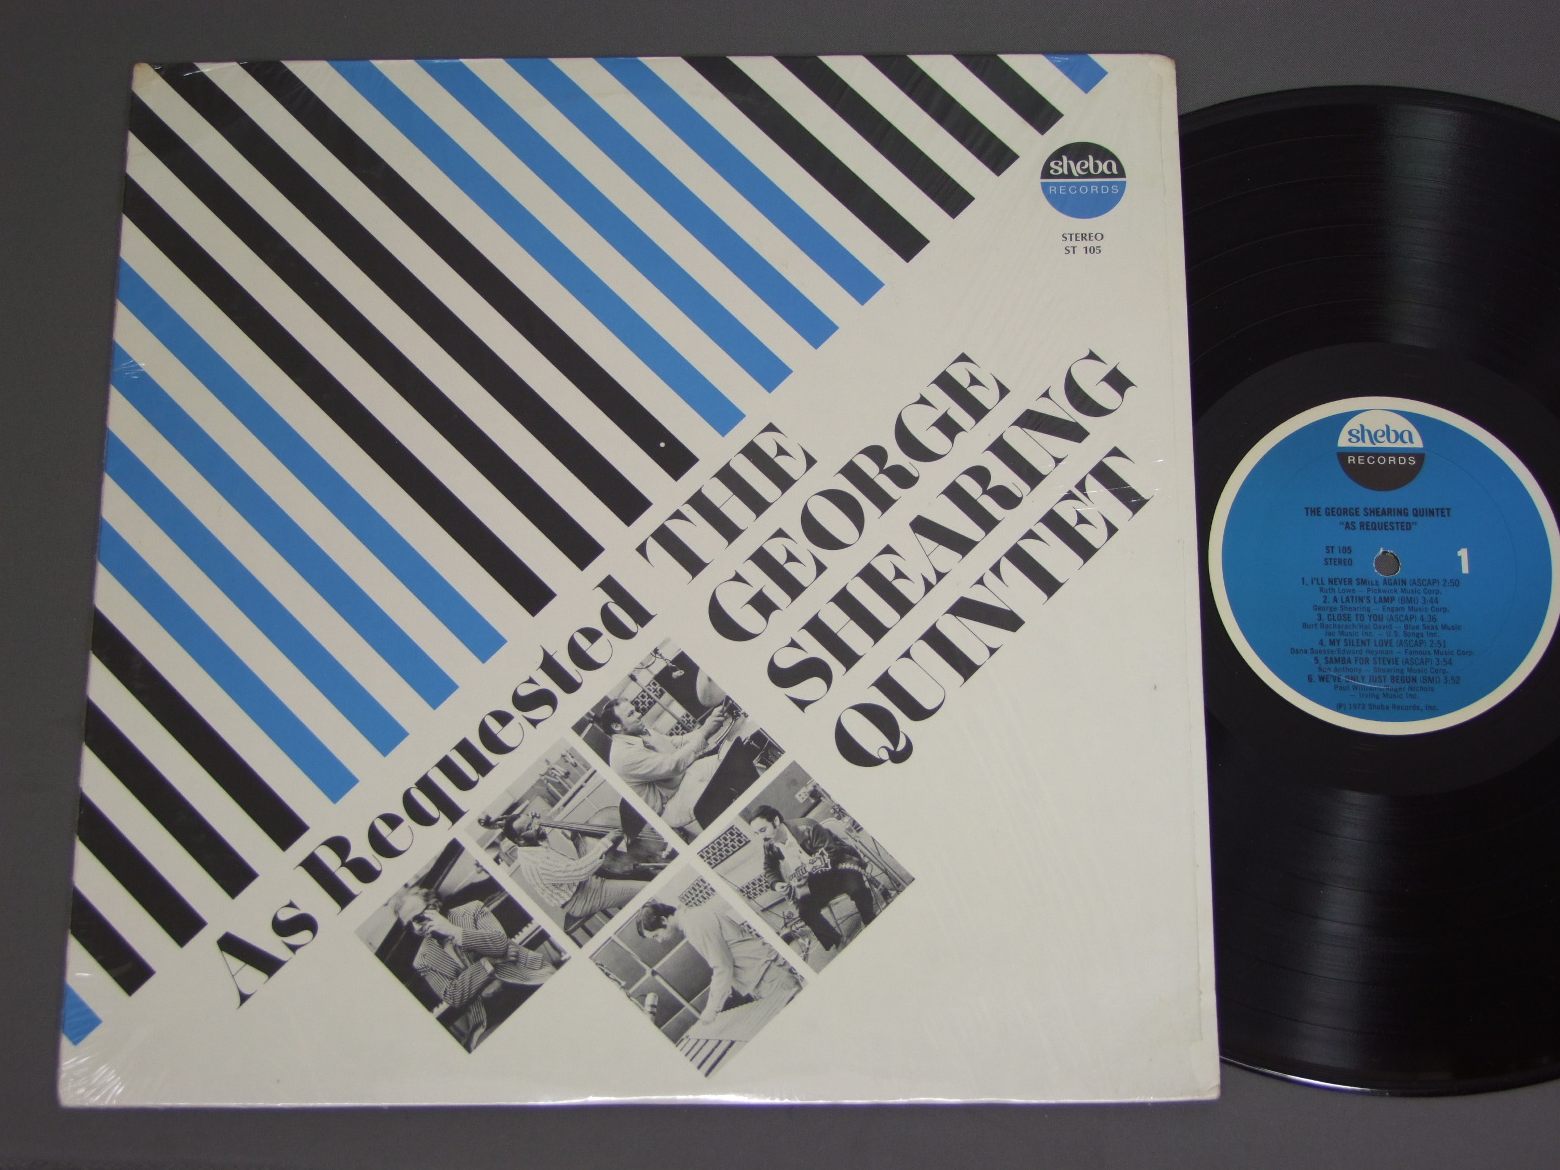 sheba
RECORDS
STEREO
ST 105
As Requested THE
GEORGE
SHEARING
QUINTET
sheba
RECORDS
THE GEORGE SHEARING QUINTET
"AS REQUESTED"
ST 105
STEREO
1
1. I'LL NEVER SMILE AGAIN (ASCAP) 2:50
Ruth Lowe — Pickwick Music Corp.
2. A LATIN'S LAMP (BMI) 3:44
George Shearing — Engam Music Corp.
3. CLOSE TO YOU (ASCAP) 4:36
Burt Bacharach/Hal David — Blue Seas Music
Jac Music Inc. — U.S. Songs Inc.
4. MY SILENT LOVE (ASCAP) 2:51
Dana Suesse/Edward Heyman — Famous Music Corp.
5. SAMBA FOR STEVIE (ASCAP) 3:54
Ron Anthony — Shearing Music Corp.
6. WE'VE ONLY JUST BEGUN (BMI) 3:52
Paul Williams/Roger Nichols
— Irving Music Inc.
(P) 1972 Sheba Records, Inc.